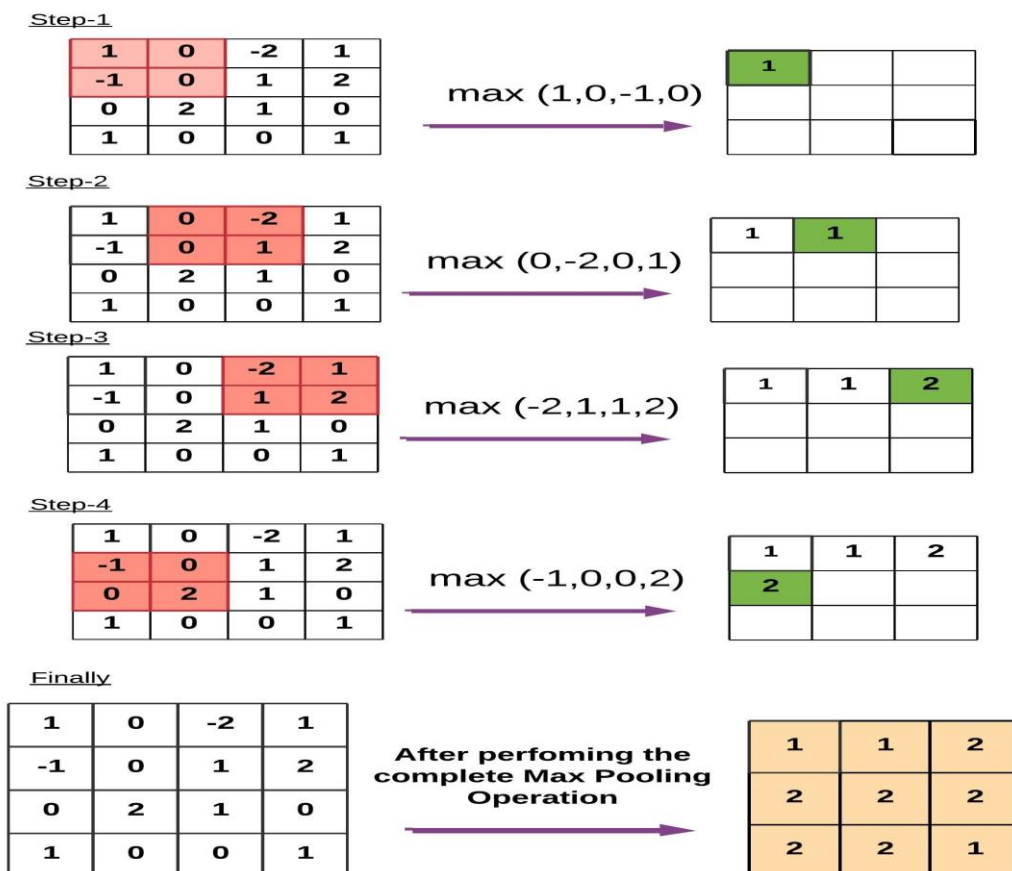 Step-1
1 0 -2 1
-1 0 1 2
0 2 1 0
1 0 0 1
max (1,0,-1,0)
1
Step-2
1 0 -2 1
-1 0 1 2
0 2 1 0
1 0 0 1
max (0,-2,0,1)
1 1
Step-3
1 0 -2 1
-1 0 1 2
0 2 1 0
1 0 0 1
max (-2,1,1,2)
1 1 2
Step-4
1 0 -2 1
-1 0 1 2
0 2 1 0
1 0 0 1
max (-1,0,0,2)
1 1 2
2
Finally
1 0 -2 1
-1 0 1 2
0 2 1 0
1 0 0 1
After perfoming the
complete Max Pooling
Operation
1 1 2
2 2 2
2 2 1